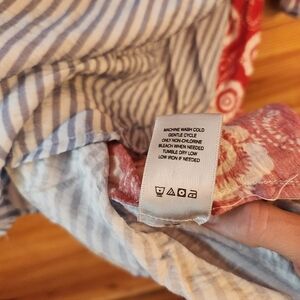 MACHINE WASH COLD
GENTLE CYCLE
ONLY NON-CHLORINE
BLEACH WHEN NEEDED
TUMBLE DRY LOW
LOW IRON IF NEEDED